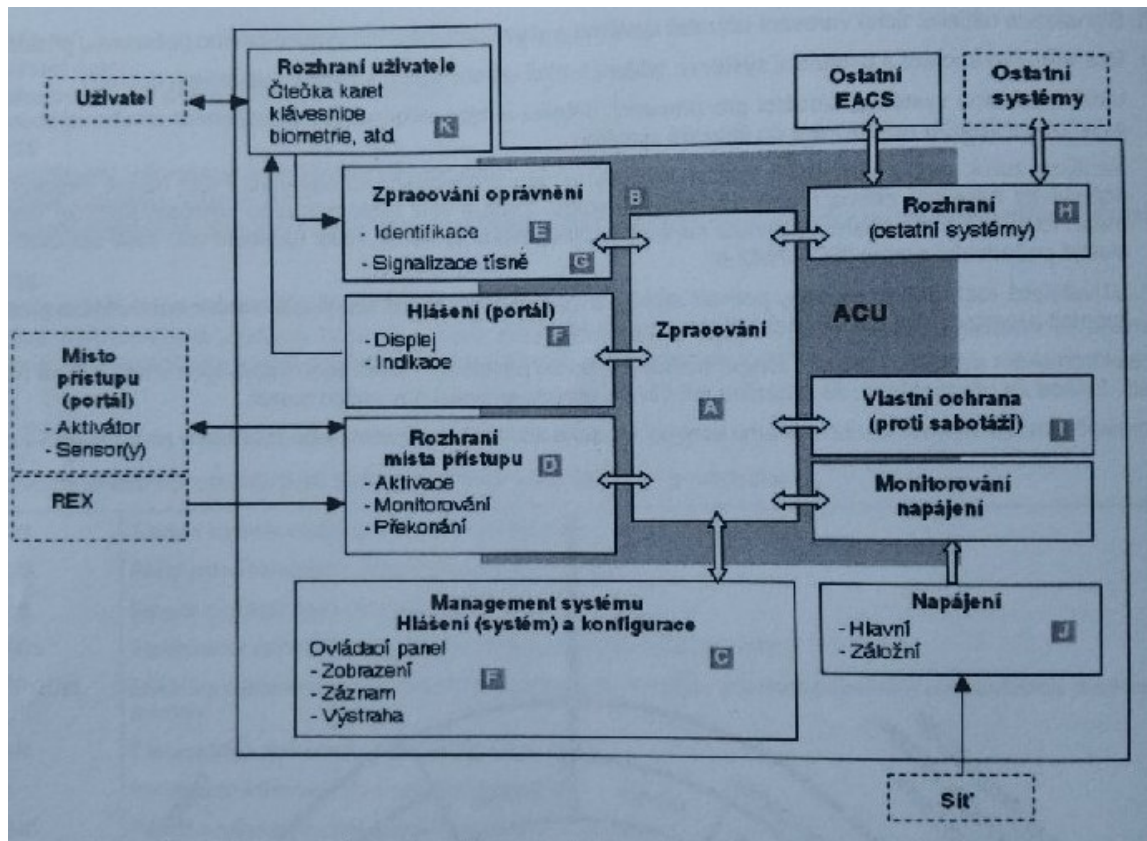 Uživatel
Rozhraní uživatele
Čtečka karet
klávesnice
biometrie, atd.
K
Ostatní
EACS
Ostatní
systémy
Zpracování oprávnění
- Identifikace
E
- Signalizace tísně
G
B
Rozhraní
H
(ostatní systémy)
Hlášení (portál)
- Displej
F
- Indikace
Zpracování
A
ACU
Místo
přístupu
(portál)
- Aktivátor
- Sensor(y)
REX
Rozhraní
místa přístupu
D
- Aktivace
- Monitorování
- Překonání
Vlastní ochrana
(proti sabotáži)
I
Monitorování
napájení
Management systému
Hlášení (systém) a konfigurace
Ovládací panel
C
- Zobrazení
F
- Záznam
- Výstraha
Napájení
- Hlavní
J
- Záložní
Síť